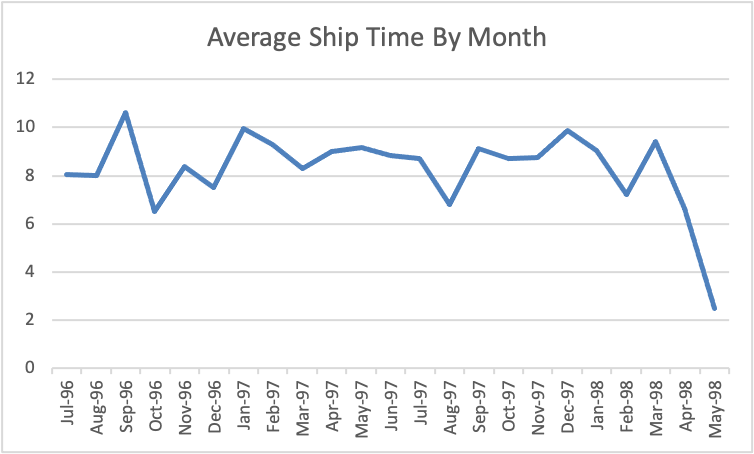 Average Ship Time By Month
12
10
8
6
4
2
0
Jul-96
Aug-96
Sep-96
Oct-96
Nov-96
Dec-96
Jan-97
Feb-97
Mar-97
Apr-97
May-97
Jun-97
Jul-97
Aug-97
Sep-97
Oct-97
Nov-97
Dec-97
Jan-98
Feb-98
Mar-98
Apr-98
May-98